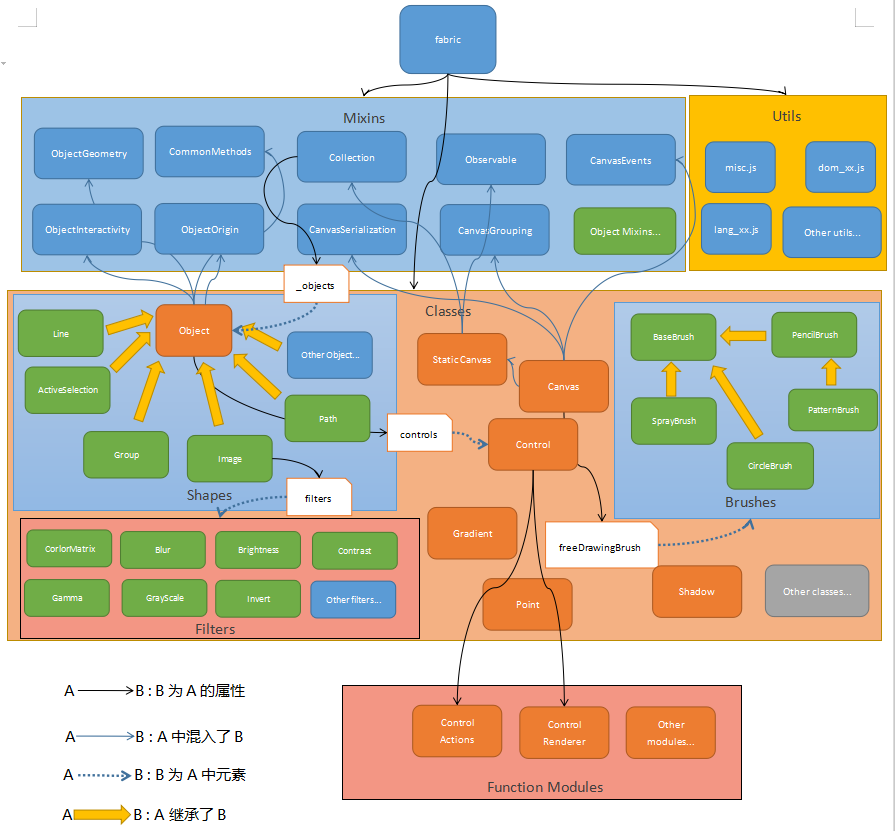 fabric
Mixins
Utils
ObjectGeometry
CommonMethods
Collection
Observable
CanvasEvents
misc.js
dom_xx.js
ObjectInteractivity
ObjectOrigin
CanvasSerialization
CanvasGrouping
Object Mixins...
lang_xx.js
Other utils...
_objects
Classes
Line
Object
Other Object...
StaticCanvas
BaseBrush
PencilBrush
ActiveSelection
Canvas
Path
controls
Control
SprayBrush
PatternBrush
Group
Image
CircleBrush
Shapes
filters
Brushes
CorlorMatrix
Blur
Brightness
Contrast
Gradient
freeDrawingBrush
Gamma
GrayScale
Invert
Other filters...
Point
Shadow
Other classes...
Filters
A B : B 为 A 的属性
A B : A 中混入了 B
A B : B 为 A 中元素
A B : A 继承了 B
Control
Actions
Control
Renderer
Other
modules...
Function Modules